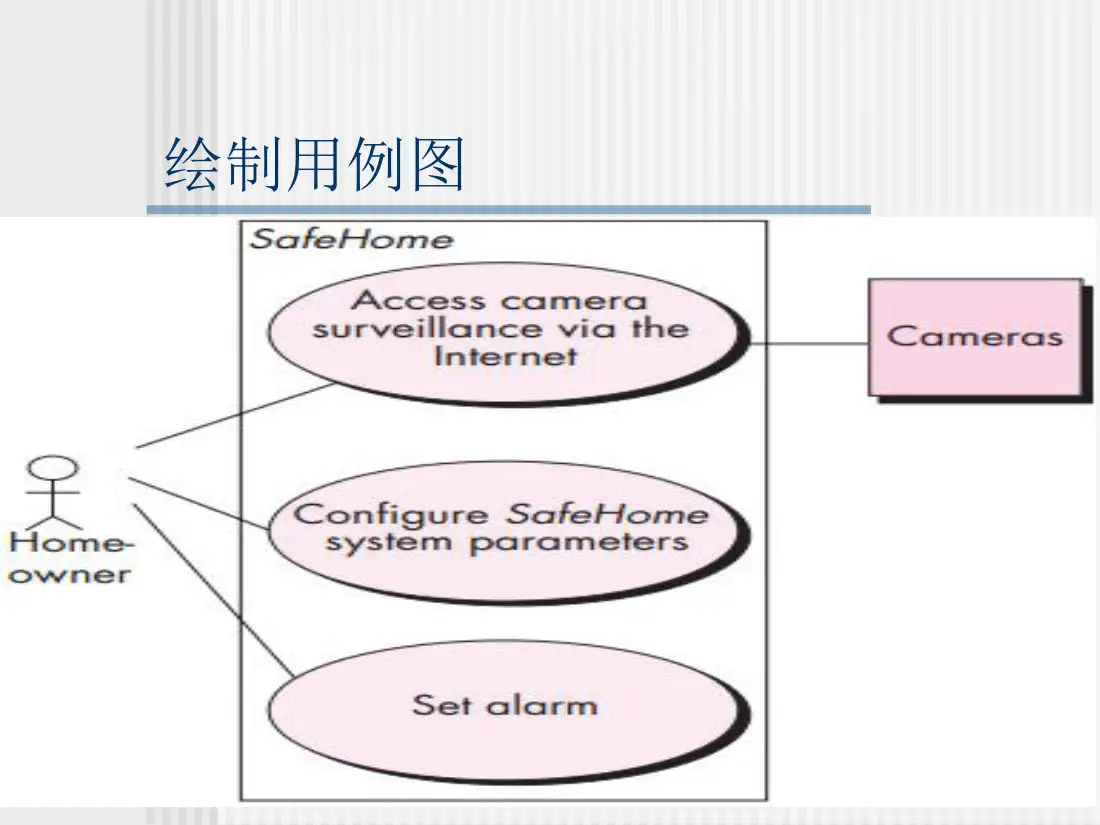 绘制用例图
SafeHome
Access camera
surveillance via the
Internet
Cameras
Configure SafeHome
system parameters
Home-
owner
Set alarm